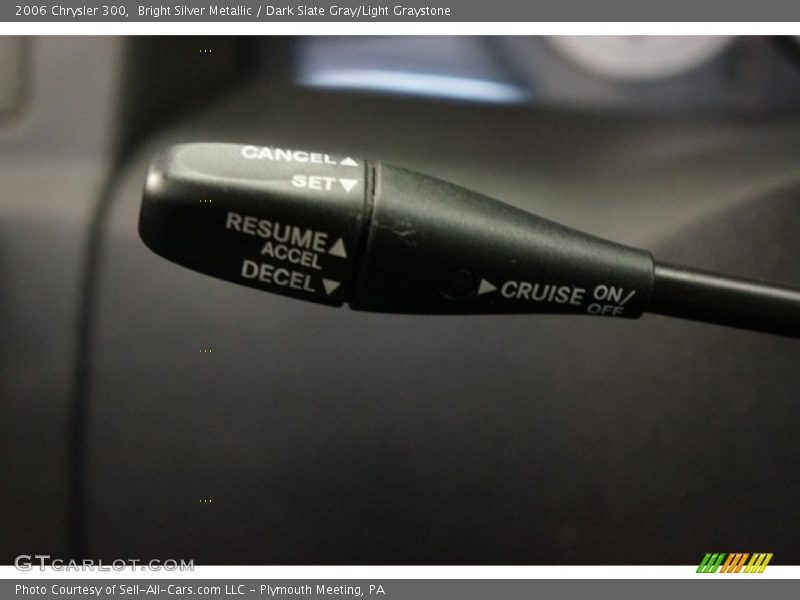 2006 Chrysler 300, Bright Silver Metallic / Dark Slate Gray/Light Graystone
CANCEL▲
SET▼
RESUME▲
ACCEL
DECEL▼
▶CRUISE ON/
OFF
GTCARLOT.COM
Photo Courtesy of Sell-All-Cars.com LLC - Plymouth Meeting, PA